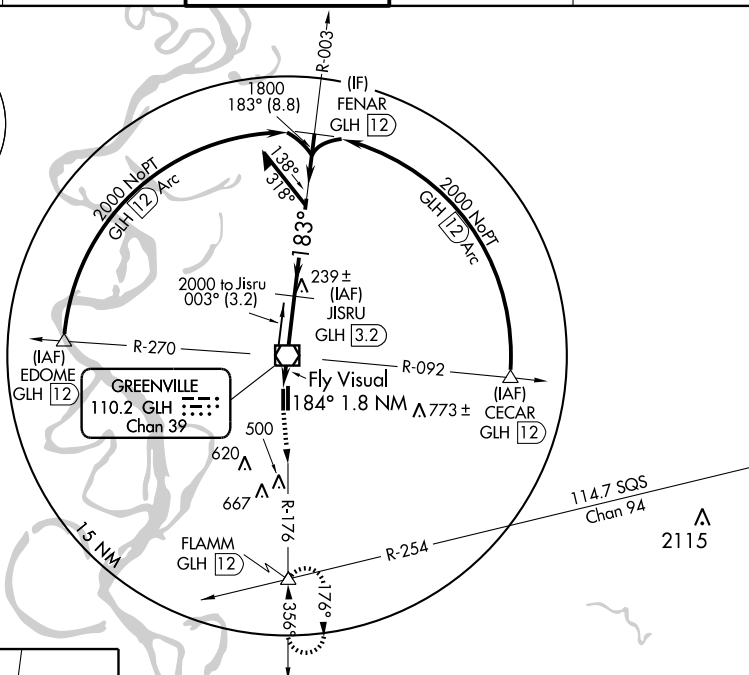 R-003
1800
183° (8.8)
(IF)
FENAR
GLH 12
138°
318°
2000 NoPT
GLH 12 Arc
2000 NoPT
GLH 12 Arc
183°
239 ±
2000 to Jisru
003° (3.2)
(IAF)
JISRU
GLH 3.2
R-270
R-092
(IAF)
EDOME
GLH 12
GREENVILLE
110.2 GLH
Chan 39
Fly Visual
184° 1.8 NM
773 ±
(IAF)
CECAR
GLH 12
500
620
667
R-176
114.7 SQS
Chan 94
2115
15 NM
FLAMM
GLH 12
R-254
356°
176°